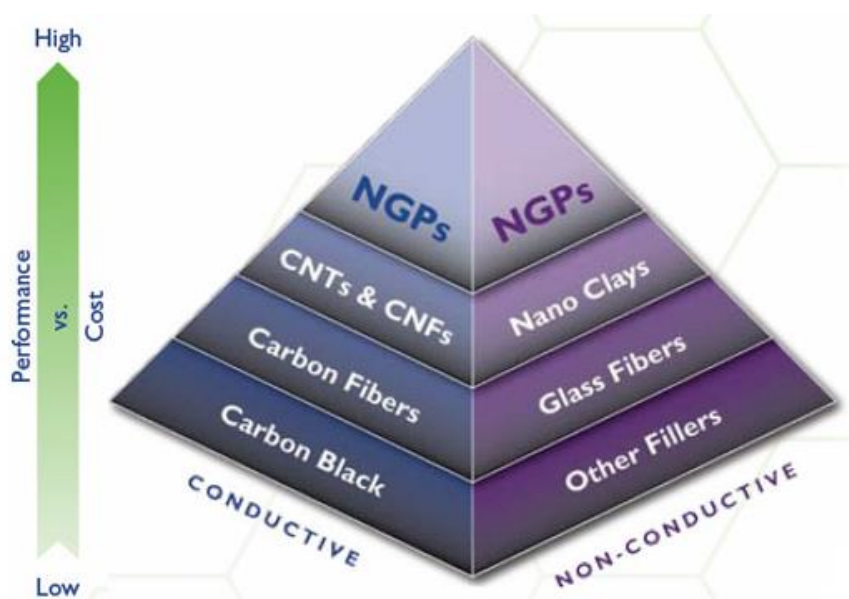 High
Performance
vs.
Cost
Low
NGPs
CNTs & CNFs
Carbon Fibers
Carbon Black
CONDUCTIVE
NGPs
Nano Clays
Glass Fibers
Other Fillers
NON-CONDUCTIVE